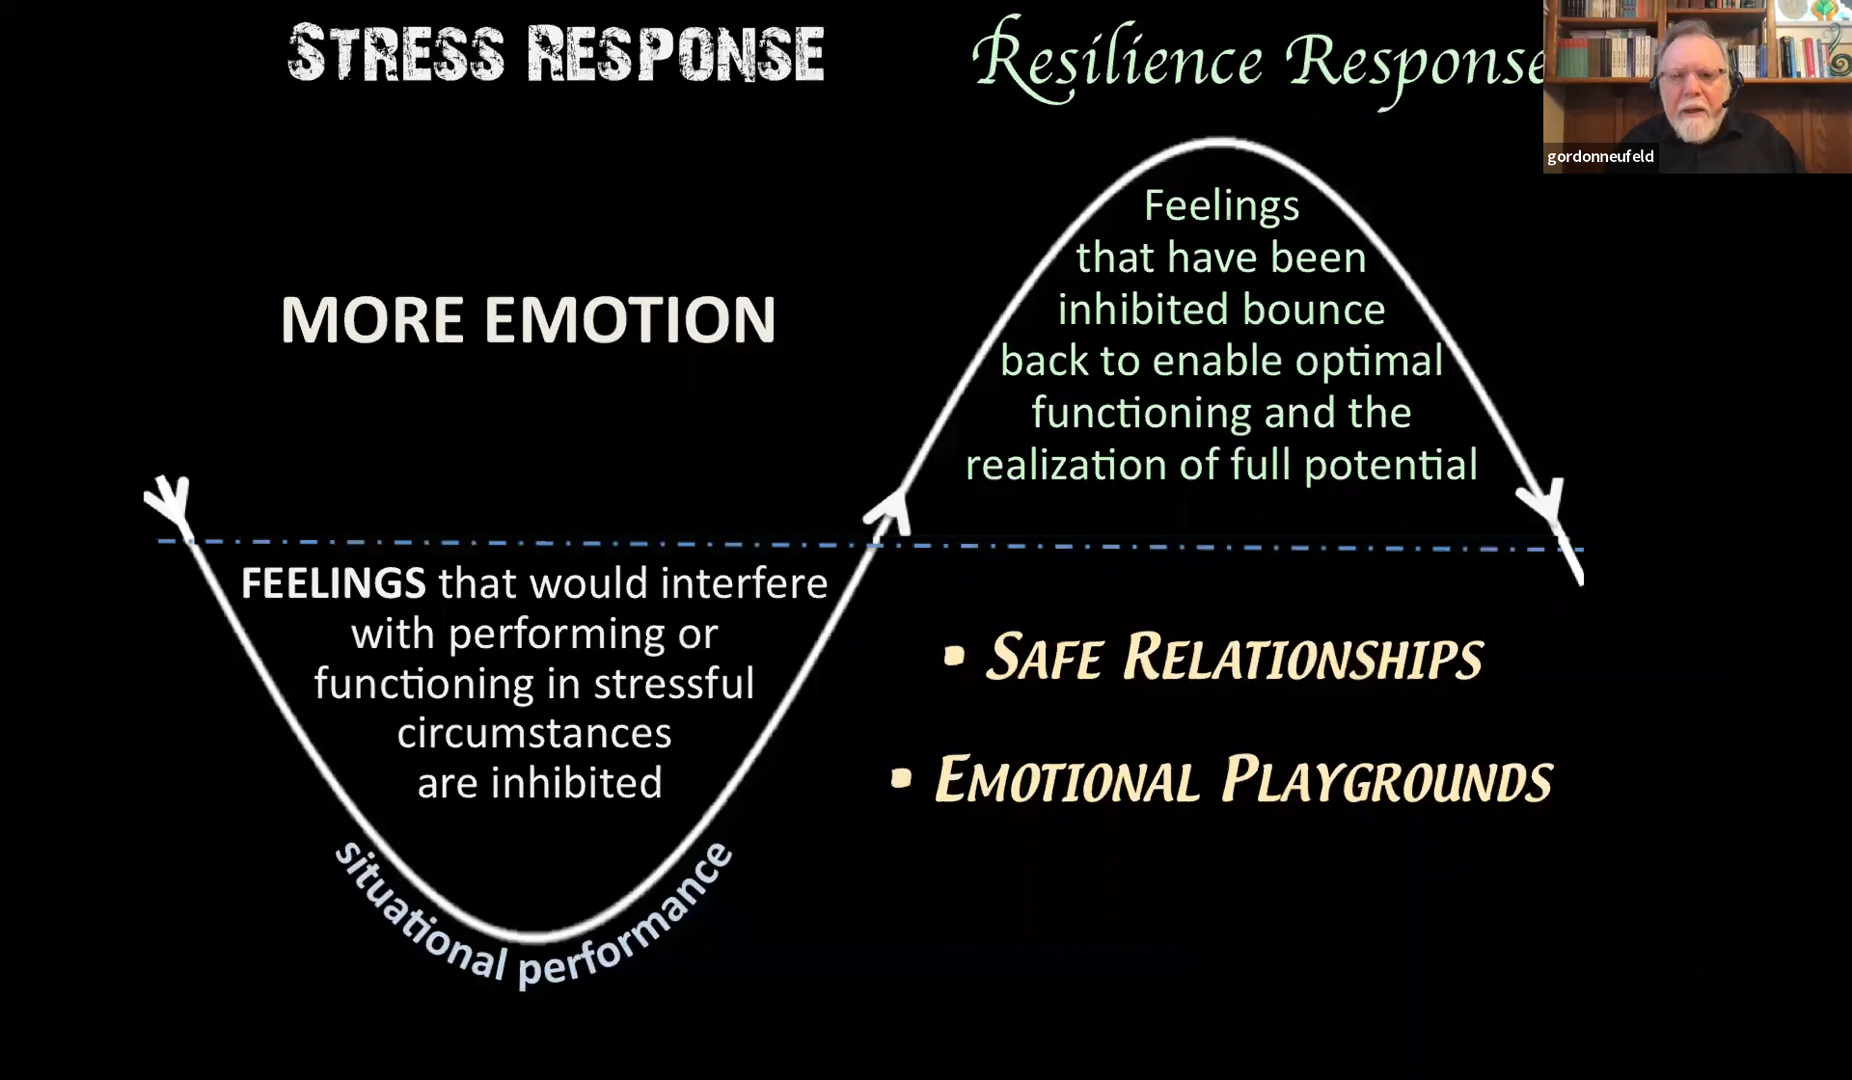 STRESS RESPONSE
Resilience Response
gordonneufeld
MORE EMOTION
Feelings
that have been
inhibited bounce
back to enable optimal
functioning and the
realization of full potential
FEELINGS that would interfere
with performing or
functioning in stressful
circumstances
are inhibited
situational performance
• SAFE RELATIONSHIPS
• EMOTIONAL PLAYGROUNDS